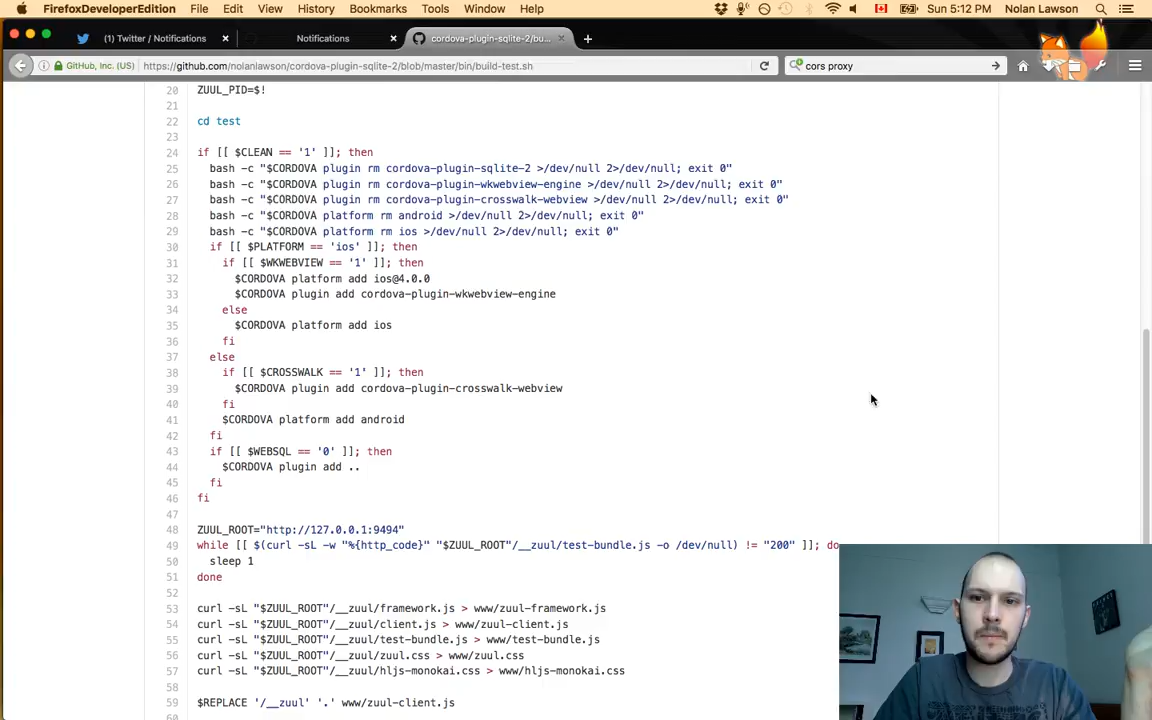 FirefoxDeveloperEdition File Edit View History Bookmarks Tools Window Help Sun 5:12 PM Nolan Lawson
(1) Twitter / Notifications × Notifications × cordova-plugin-sqlite-2/bu... × +
GitHub, Inc. (US) https://github.com/nolanlawson/cordova-plugin-sqlite-2/blob/master/bin/build-test.sh cors proxy
20 ZUUL_PID=$!
21
22 cd test
23
24 if [[ $CLEAN == '1' ]]; then
25 bash -c "$CORDOVA plugin rm cordova-plugin-sqlite-2 >/dev/null 2>/dev/null; exit 0"
26 bash -c "$CORDOVA plugin rm cordova-plugin-wkwebview-engine >/dev/null 2>/dev/null; exit 0"
27 bash -c "$CORDOVA plugin rm cordova-plugin-crosswalk-webview >/dev/null 2>/dev/null; exit 0"
28 bash -c "$CORDOVA platform rm android >/dev/null 2>/dev/null; exit 0"
29 bash -c "$CORDOVA platform rm ios >/dev/null 2>/dev/null; exit 0"
30 if [[ $PLATFORM == 'ios' ]]; then
31 if [[ $WKWEBVIEW == '1' ]]; then
32 $CORDOVA platform add ios@4.0.0
33 $CORDOVA plugin add cordova-plugin-wkwebview-engine
34 else
35 $CORDOVA platform add ios
36 fi
37 else
38 if [[ $CROSSWALK == '1' ]]; then
39 $CORDOVA plugin add cordova-plugin-crosswalk-webview
40 fi
41 $CORDOVA platform add android
42 fi
43 if [[ $WEBSQL == '0' ]]; then
44 $CORDOVA plugin add ..
45 fi
46 fi
47
48 ZUUL_ROOT="http://127.0.0.1:9494"
49 while [[ $(curl -sL -w "%{http_code}" "$ZUUL_ROOT"/__zuul/test-bundle.js -o /dev/null) != "200" ]]; do
50 sleep 1
51 done
52
53 curl -sL "$ZUUL_ROOT"/__zuul/framework.js > www/zuul-framework.js
54 curl -sL "$ZUUL_ROOT"/__zuul/client.js > www/zuul-client.js
55 curl -sL "$ZUUL_ROOT"/__zuul/test-bundle.js > www/test-bundle.js
56 curl -sL "$ZUUL_ROOT"/__zuul/zuul.css > www/zuul.css
57 curl -sL "$ZUUL_ROOT"/__zuul/hljs-monokai.css > www/hljs-monokai.css
58
59 $REPLACE '/__zuul' '.' www/zuul-client.js
60